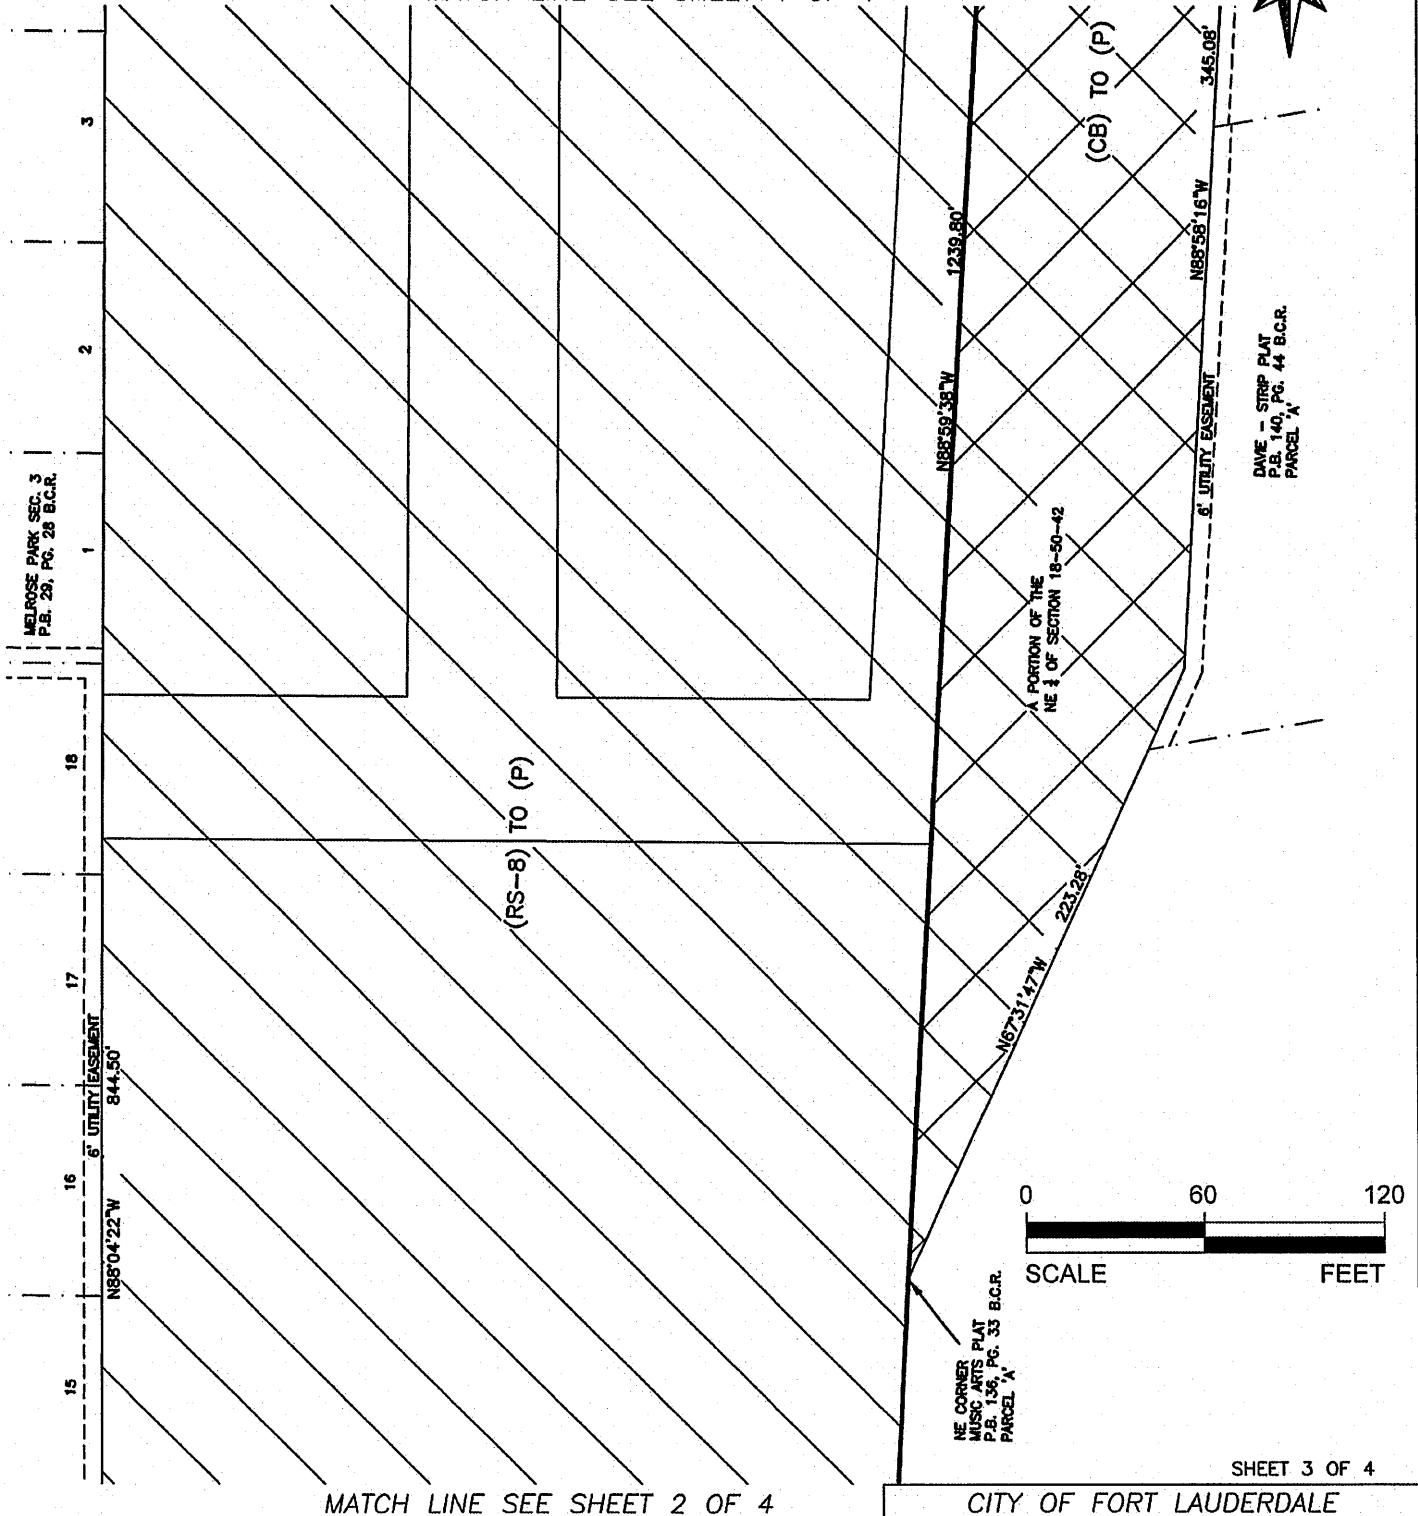 3
2
1
MELROSE PARK SEC. 3
P.B. 29, PG. 28 B.C.R.
18
17
16
15
6' UTILITY EASEMENT
844.50'
N88°04'22"W
(RS-8) TO (P)
(CB) TO (P)
345.08'
N88°58'16"W
1239.80'
N88°59'38"W
6' UTILITY EASEMENT
DAVIE - STRIP PLAT
P.B. 140, PG. 44 B.C.R.
PARCEL 'A'
A PORTION OF THE
NE ¼ OF SECTION 18-50-42
223.28'
N67°31'47"W
0 60 120
SCALE FEET
NE CORNER
MUSIC ARTS PLAT
P.B. 136, PG. 33 B.C.R.
PARCEL 'A'
SHEET 3 OF 4
MATCH LINE SEE SHEET 2 OF 4
CITY OF FORT LAUDERDALE